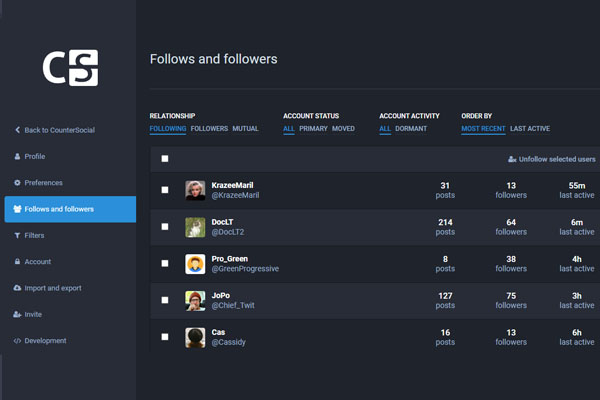 CS
Back to CounterSocial
Profile
Preferences
Follows and followers
Filters
Account
Import and export
Invite
Development
Follows and followers
RELATIONSHIP
FOLLOWING FOLLOWERS MUTUAL
ACCOUNT STATUS
ALL PRIMARY MOVED
ACCOUNT ACTIVITY
ALL DORMANT
ORDER BY
MOST RECENT LAST ACTIVE
Unfollow selected users
KrazeeMaril 31 13 55m
@KrazeeMaril posts followers last active
DocLT 214 64 6m
@DocLT2 posts followers last active
Pro_Green 8 38 4h
@GreenProgressive posts followers last active
JoPo 127 75 3h
@Chief_Twit posts followers last active
Cas 16 13 6h
@Cassidy posts followers last active